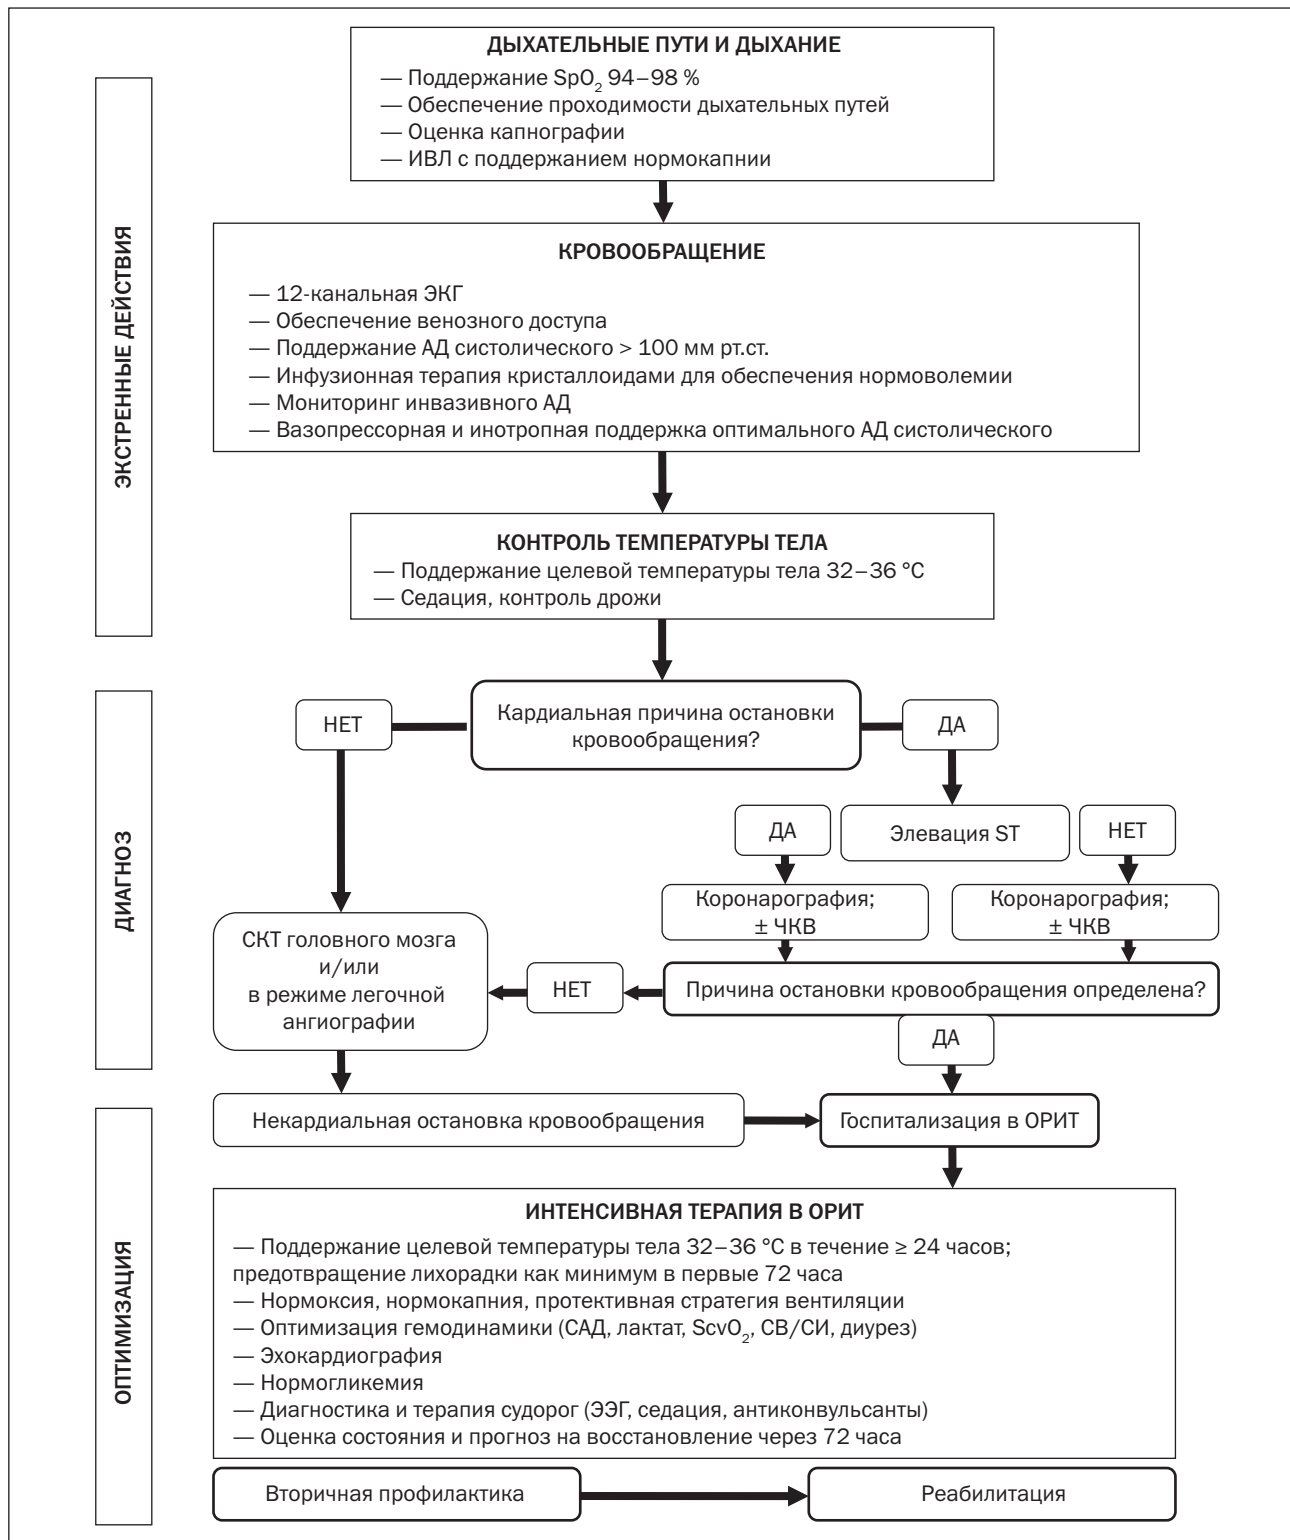 ЭКСТРЕННЫЕ ДЕЙСТВИЯ
ДЫХАТЕЛЬНЫЕ ПУТИ И ДЫХАНИЕ
— Поддержание SpO₂ 94–98 %
— Обеспечение проходимости дыхательных путей
— Оценка капнографии
— ИВЛ с поддержанием нормокапнии
КРОВООБРАЩЕНИЕ
— 12-канальная ЭКГ
— Обеспечение венозного доступа
— Поддержание АД систолического > 100 мм рт.ст.
— Инфузионная терапия кристаллоидами для обеспечения нормоволемии
— Мониторинг инвазивного АД
— Вазопрессорная и инотропная поддержка оптимального АД систолического
КОНТРОЛЬ ТЕМПЕРАТУРЫ ТЕЛА
— Поддержание целевой температуры тела 32–36 °C
— Седация, контроль дрожи
ДИАГНОЗ
НЕТ
Кардиальная причина остановки
кровообращения?
ДА
ДА
Элевация ST
НЕТ
Коронарография;
± ЧКВ
Коронарография;
± ЧКВ
СКТ головного мозга
и/или
в режиме легочной
ангиографии
НЕТ
Причина остановки кровообращения определена?
ДА
ОПТИМИЗАЦИЯ
Некардиальная остановка кровообращения
Госпитализация в ОРИТ
ИНТЕНСИВНАЯ ТЕРАПИЯ В ОРИТ
— Поддержание целевой температуры тела 32–36 °C в течение ≥ 24 часов;
предотвращение лихорадки как минимум в первые 72 часа
— Нормоксия, нормокапния, протективная стратегия вентиляции
— Оптимизация гемодинамики (САД, лактат, ScvO₂, СВ/СИ, диурез)
— Эхокардиография
— Нормогликемия
— Диагностика и терапия судорог (ЭЭГ, седация, антиконвульсанты)
— Оценка состояния и прогноз на восстановление через 72 часа
Вторичная профилактика
Реабилитация